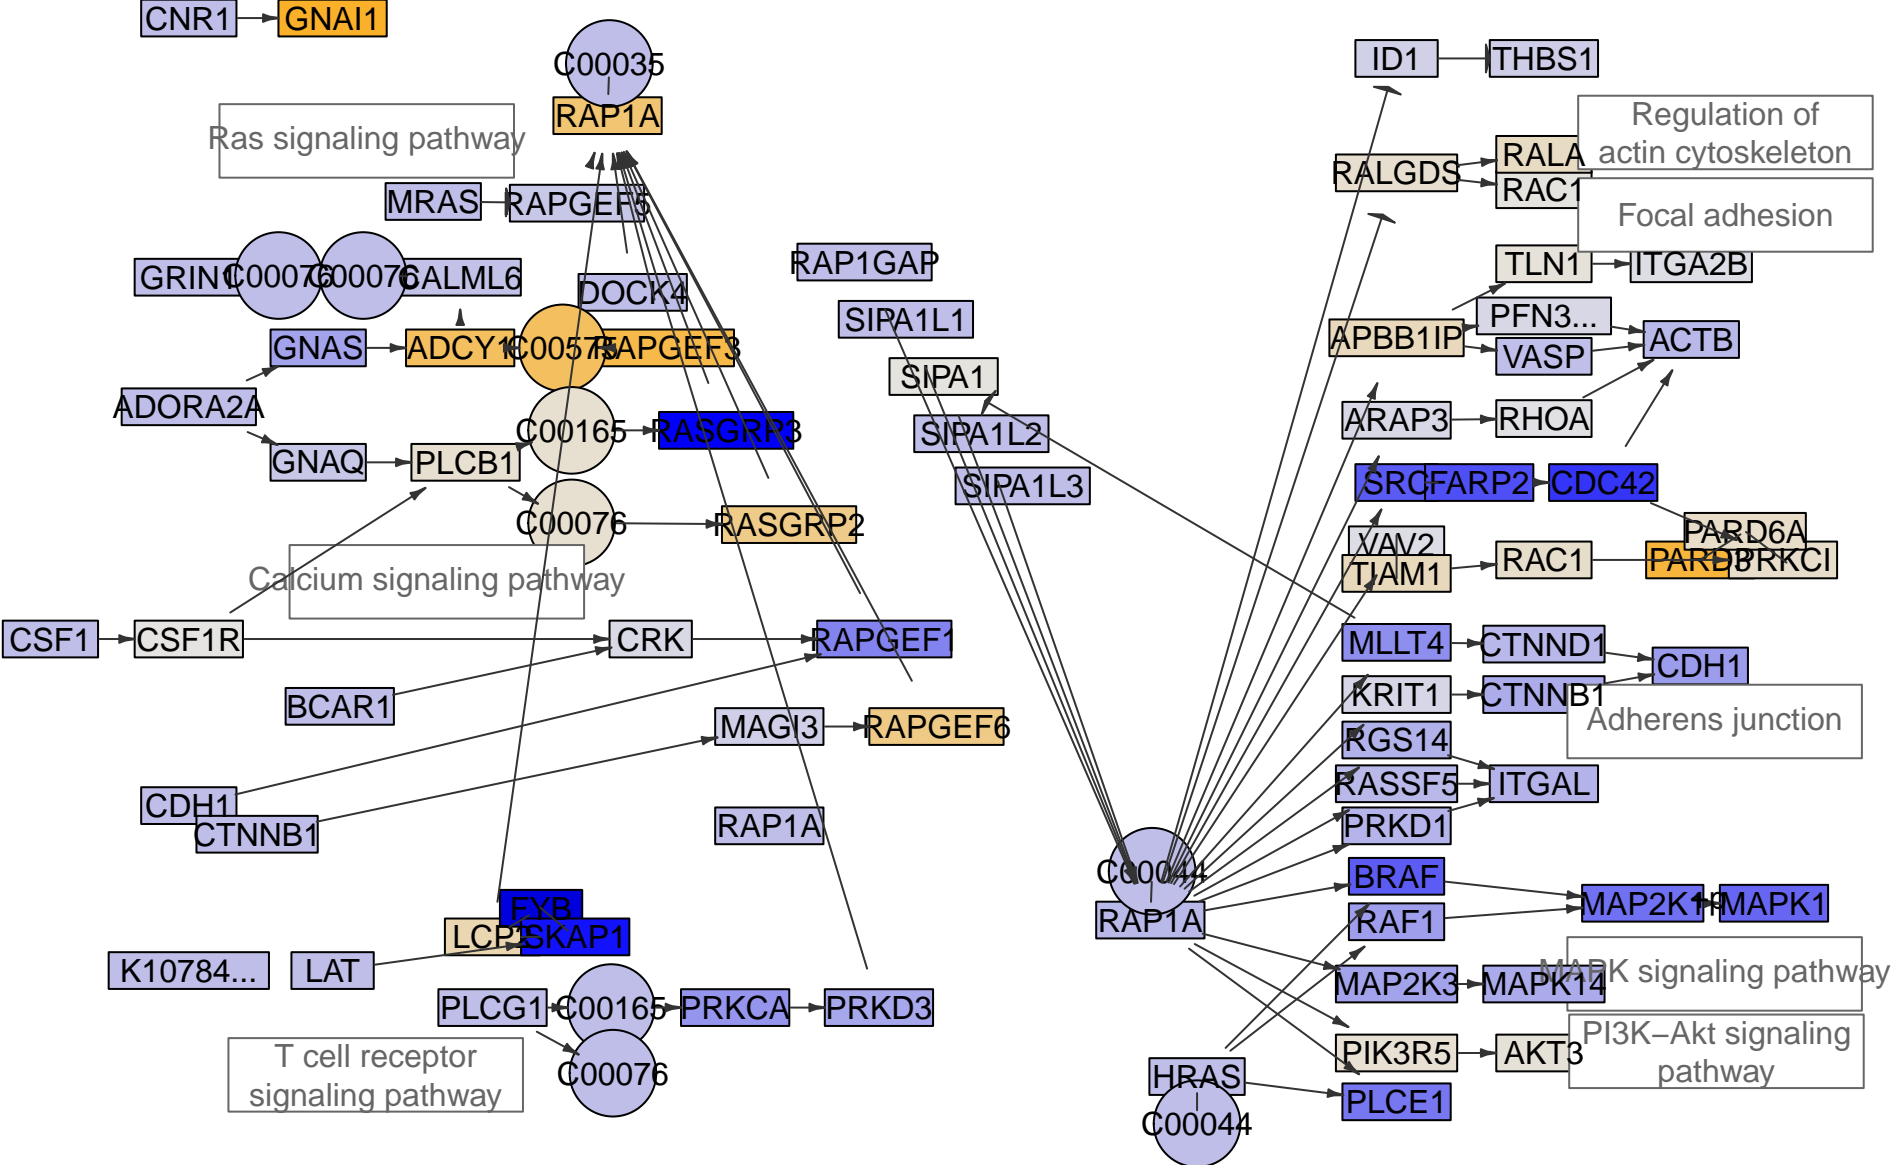 CNR1
GNAI1
C00035
RAP1A
Ras signaling pathway
MRAS
RAPGEF5
GRIN1
C00076
C00076
CALML6
DOCK4
GNAS
ADCY1
C00575
RAPGEF3
ADORA2A
GNAQ
PLCB1
C00165
RASGRP3
C00076
RASGRP2
Calcium signaling pathway
CSF1
CSF1R
CRK
RAPGEF1
BCAR1
MAGI3
RAPGEF6
CDH1
CTNNB1
RAP1A
FYB
LCP2
SKAP1
K10784...
LAT
PLCG1
C00165
PRKCA
PRKD3
C00076
T cell receptor
signaling pathway
RAP1GAP
SIPA1L1
SIPA1
SIPA1L2
SIPA1L3
C00044
RAP1A
HRAS
C00044
ID1
THBS1
Regulation of
actin cytoskeleton
RALGDS
RALA
RAC1
Focal adhesion
TLN1
ITGA2B
PFN3...
APBB1IP
VASP
ACTB
ARAP3
RHOA
SRC
FARP2
CDC42
VAV2
TIAM1
RAC1
PARD6A
PARD3
PRKCI
MLLT4
CTNND1
CDH1
KRIT1
CTNNB1
Adherens junction
RGS14
RASSF5
ITGAL
PRKD1
BRAF
RAF1
MAP2K1
+p
MAPK1
MAP2K3
MAPK14
MAPK signaling pathway
PIK3R5
AKT3
PI3K−Akt signaling
pathway
PLCE1